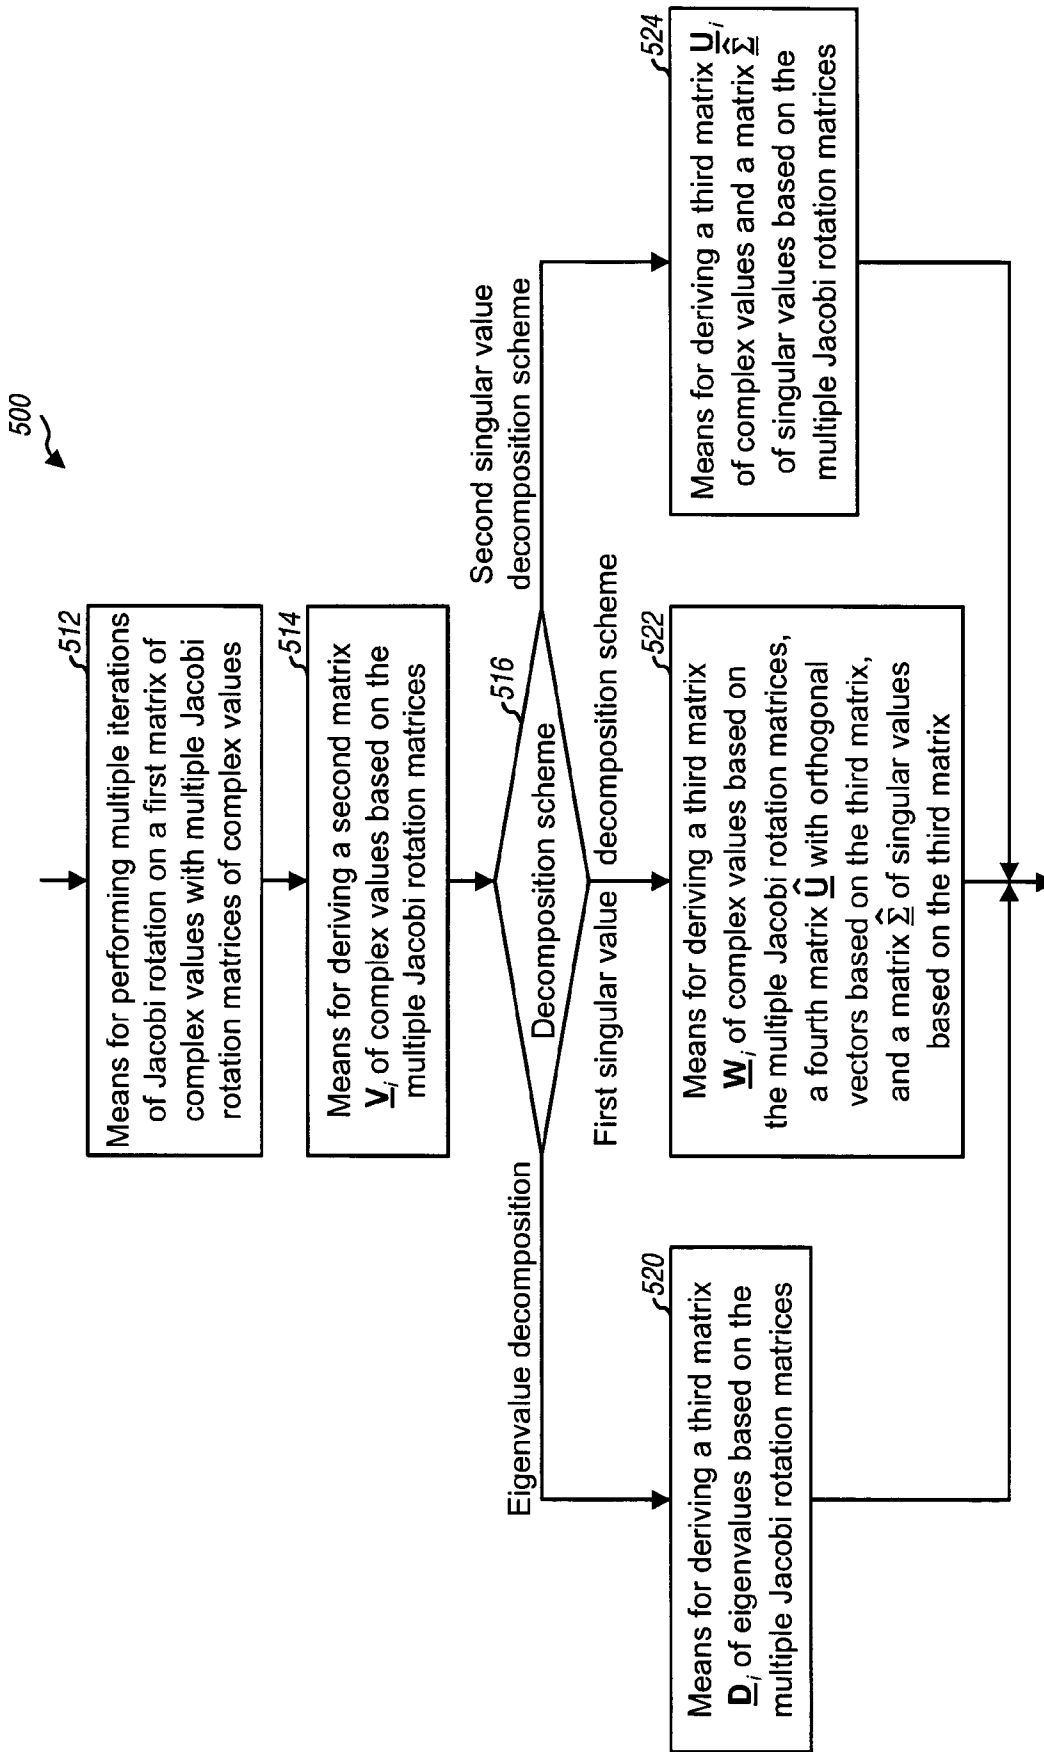 500
512
Means for performing multiple iterations
of Jacobi rotation on a first matrix of
complex values with multiple Jacobi
rotation matrices of complex values
514
Means for deriving a second matrix
V̲i of complex values based on the
multiple Jacobi rotation matrices
516
Decomposition scheme
Eigenvalue decomposition
First singular value decomposition scheme
Second singular value
decomposition scheme
520
Means for deriving a third matrix
D̲i of eigenvalues based on the
multiple Jacobi rotation matrices
522
Means for deriving a third matrix
W̲i of complex values based on
the multiple Jacobi rotation matrices,
a fourth matrix Û̲ with orthogonal
vectors based on the third matrix,
and a matrix Σ̲̂ of singular values
based on the third matrix
524
Means for deriving a third matrix U̲i
of complex values and a matrix Σ̲̂
of singular values based on the
multiple Jacobi rotation matrices